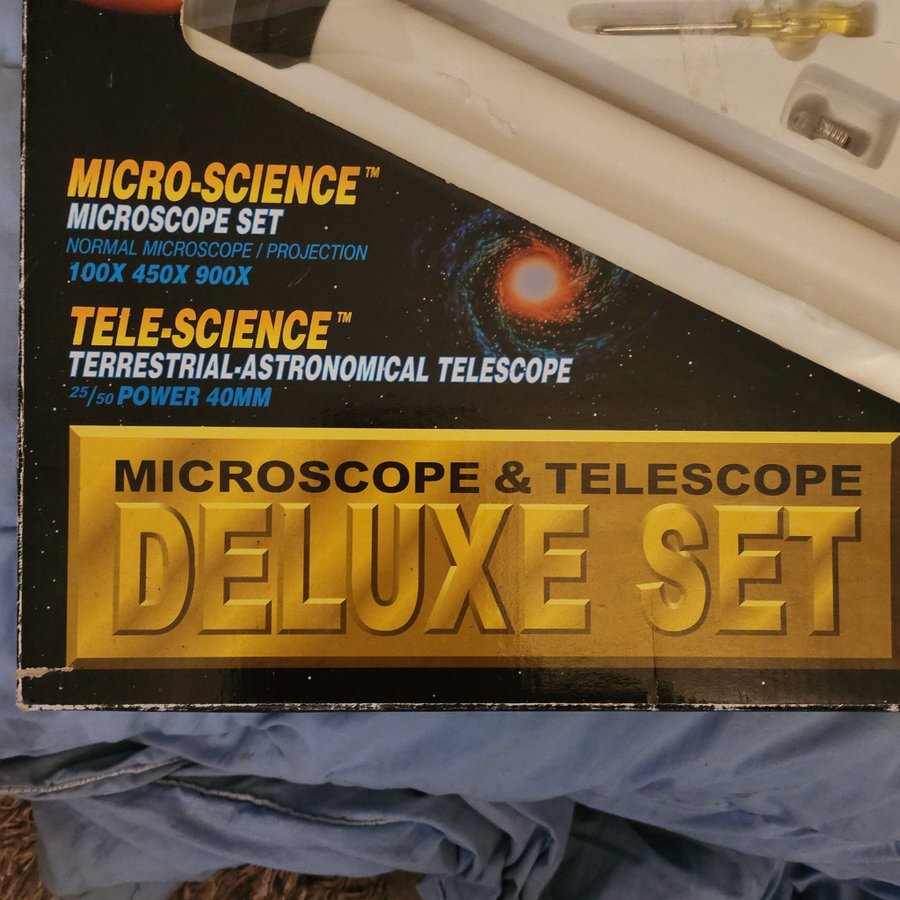 MICRO-SCIENCE™
MICROSCOPE SET
NORMAL MICROSCOPE / PROJECTION
100X 450X 900X
TELE-SCIENCE™
TERRESTRIAL-ASTRONOMICAL TELESCOPE
25/50 POWER 40MM
MICROSCOPE & TELESCOPE
DELUXE SET